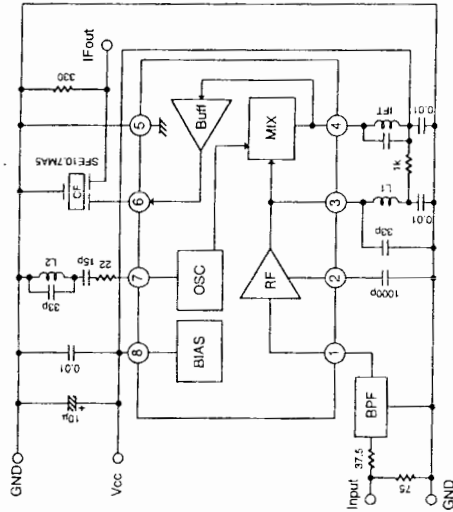 GND
Input
Vcc
GND
75
37.5
10μ
+
BPF
0.01
1
BIAS
8
1000p
2
RF
OSC
7
22
15p
33p
L2
33p
L1
0.01
3
6
CF
SFE10.7MA5
1k
MIX
Buff
5
330
0.01
IFT
4
IFout